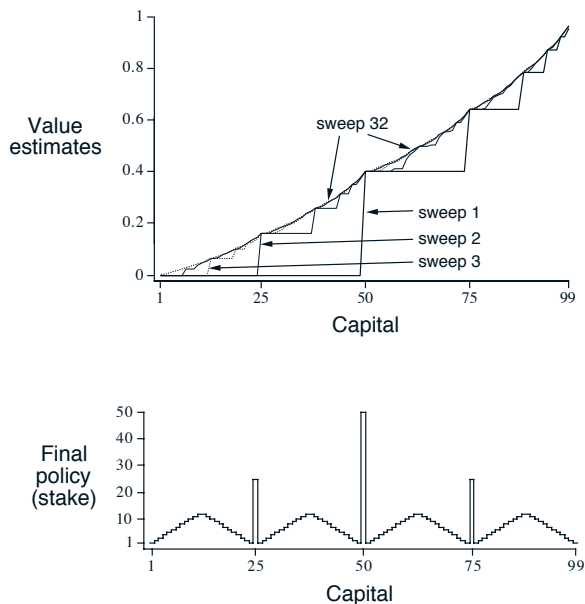 1
0.8
Value
estimates
0.6
sweep 32
0.4
sweep 1
0.2
sweep 2
sweep 3
0
1 25 50 75 99
Capital
50
Final
policy
(stake)
40
30
20
10
1
1 25 50 75 99
Capital